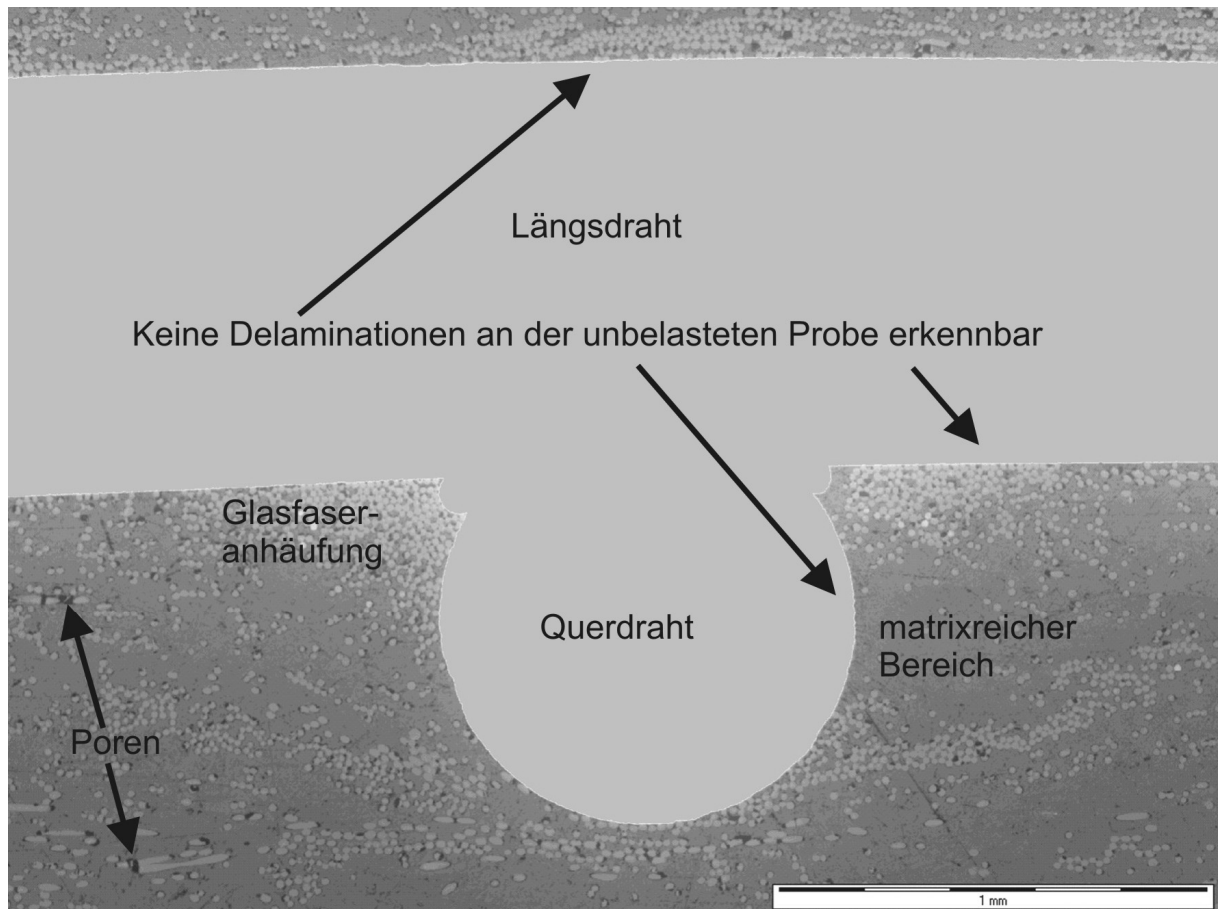 Längsdraht
Keine Delaminationen an der unbelasteten Probe erkennbar
Glasfaser-
anhäufung
Querdraht
matrixreicher
Bereich
Poren
1 mm